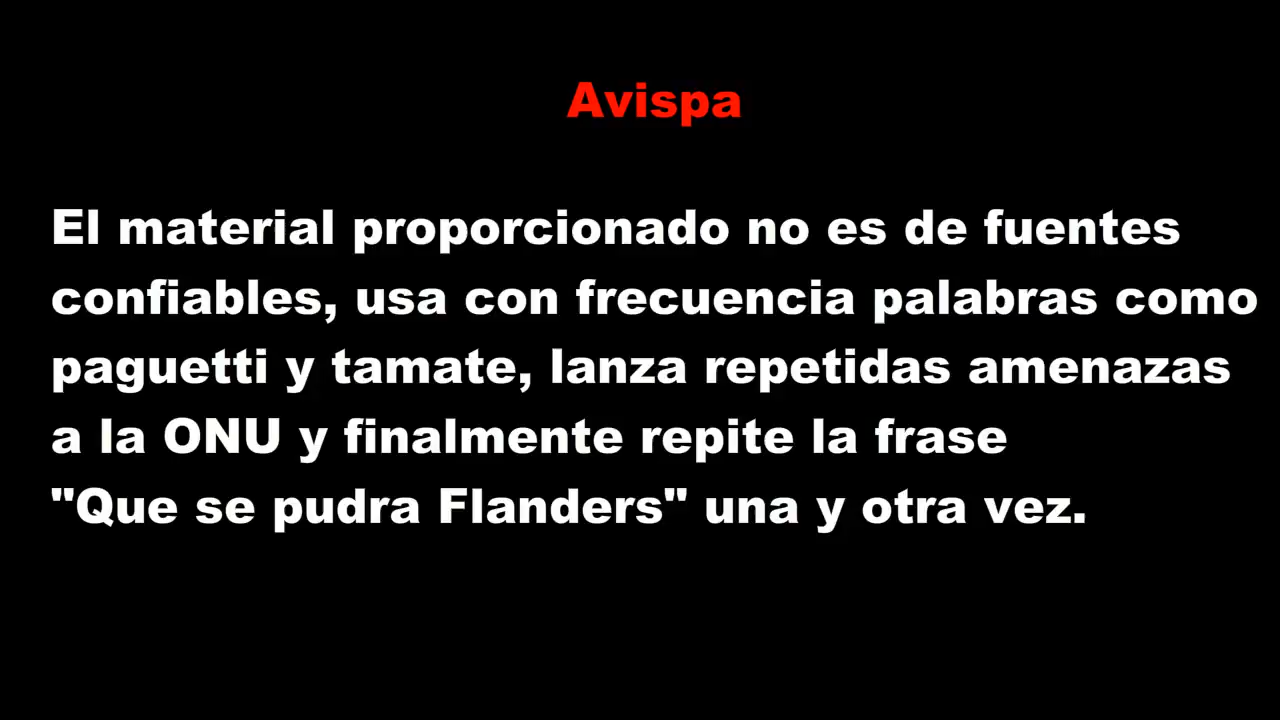 Avispa
El material proporcionado no es de fuentes
confiables, usa con frecuencia palabras como
paguetti y tamate, lanza repetidas amenazas
a la ONU y finalmente repite la frase
"Que se pudra Flanders" una y otra vez.